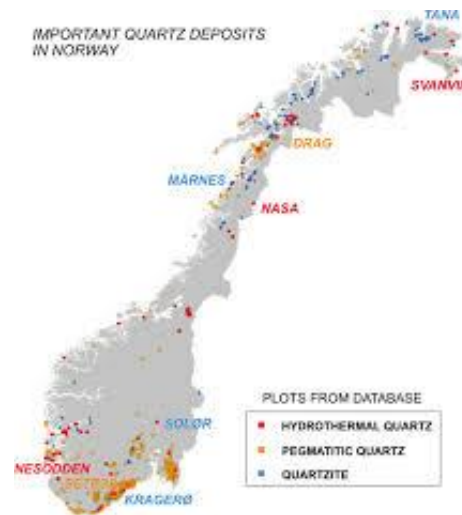 IMPORTANT QUARTZ DEPOSITS
IN NORWAY
TANA
SVANVI
DRAG
MÅRNES
NASA
PLOTS FROM DATABASE
HYDROTHERMAL QUARTZ
PEGMATITIC QUARTZ
QUARTZITE
SOLØR
NESODDEN
KRAGERØ